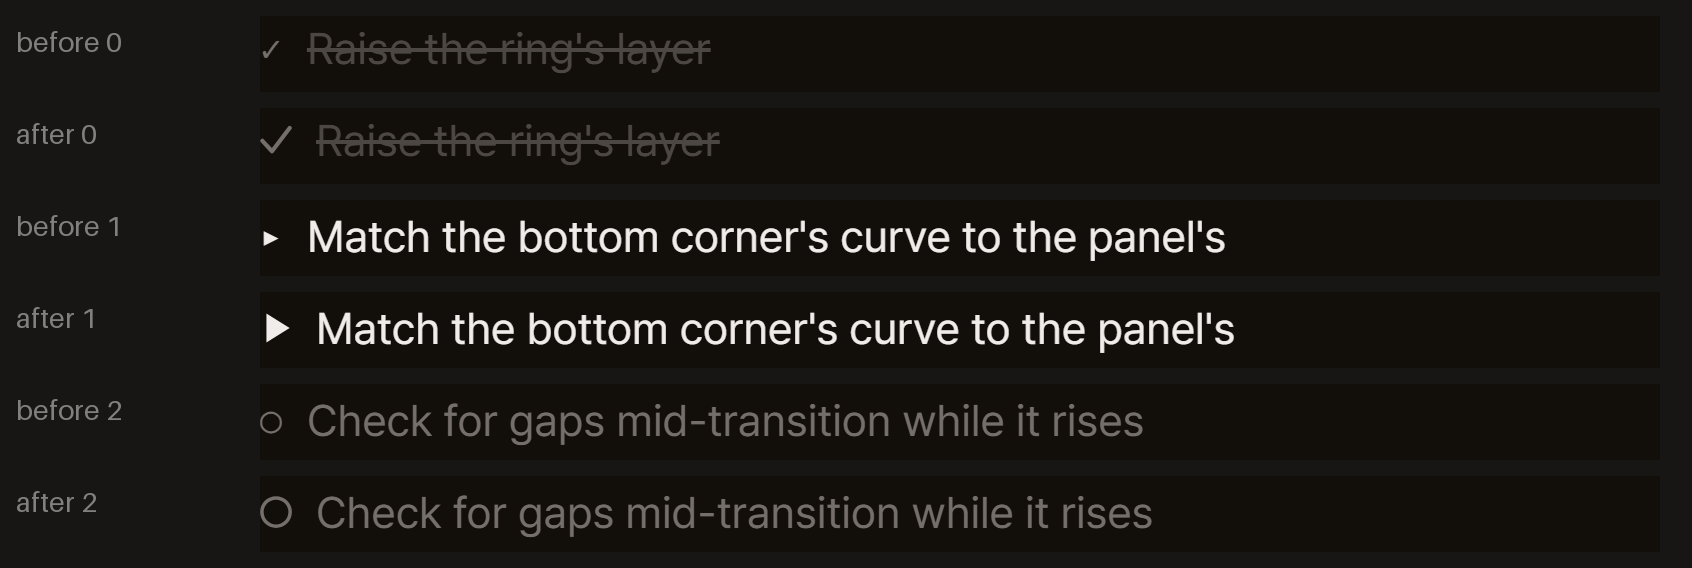 before 0 ✓ Raise the ring's layer
after 0 ✓ Raise the ring's layer
before 1 ▸ Match the bottom corner's curve to the panel's
after 1 ▶ Match the bottom corner's curve to the panel's
before 2 ○ Check for gaps mid-transition while it rises
after 2 ○ Check for gaps mid-transition while it rises